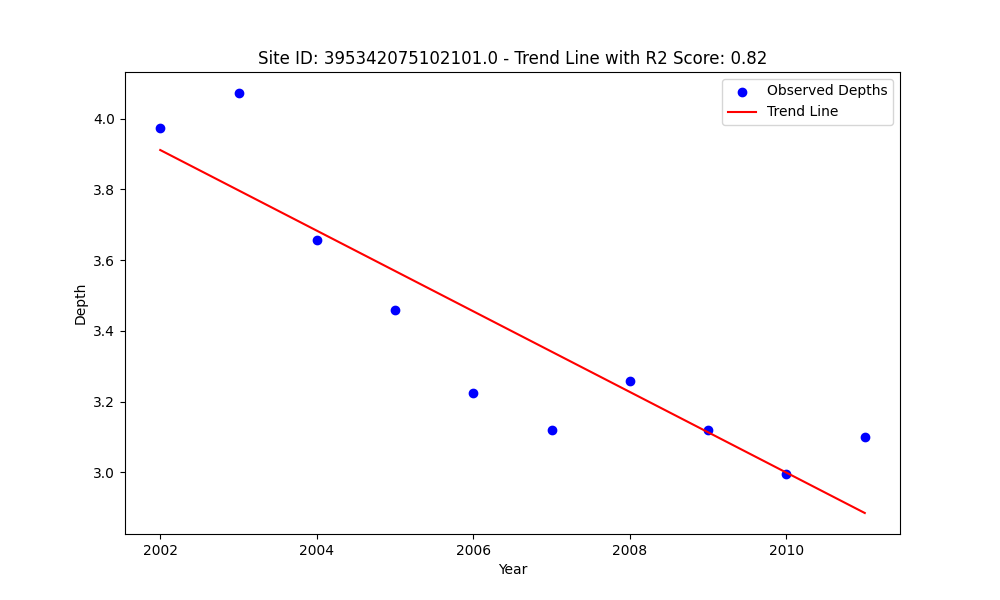 Site ID: 395342075102101.0 - Trend Line with R2 Score: 0.82
Observed Depths
Trend Line
4.0
3.8
3.6
3.4
3.2
3.0
Depth
2002
2004
2006
2008
2010
Year